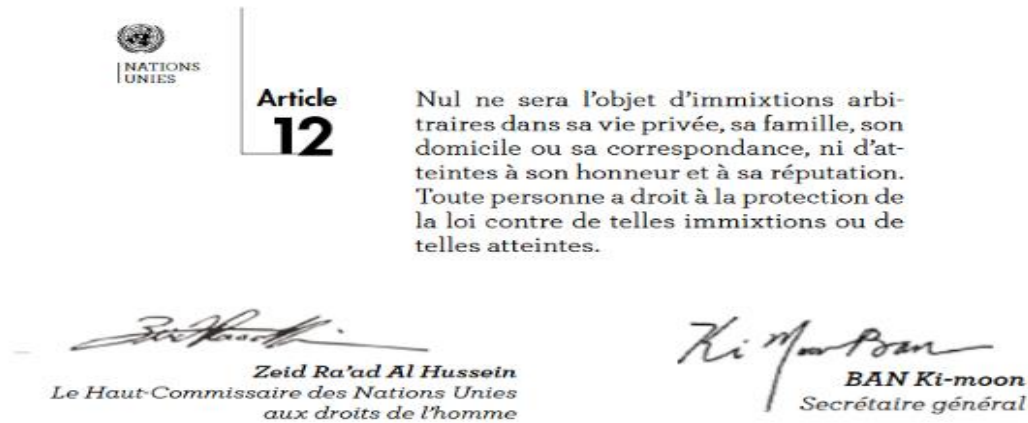 NATIONS
UNIES
Article
12
Nul ne sera l'objet d'immixtions arbi-
traires dans sa vie privée, sa famille, son
domicile ou sa correspondance, ni d'at-
teintes à son honneur et à sa réputation.
Toute personne a droit à la protection de
la loi contre de telles immixtions ou de
telles atteintes.
Zeid Ra'ad Al Hussein
Le Haut-Commissaire des Nations Unies
aux droits de l'homme
Ki Moon Ban
BAN Ki-moon
Secrétaire général